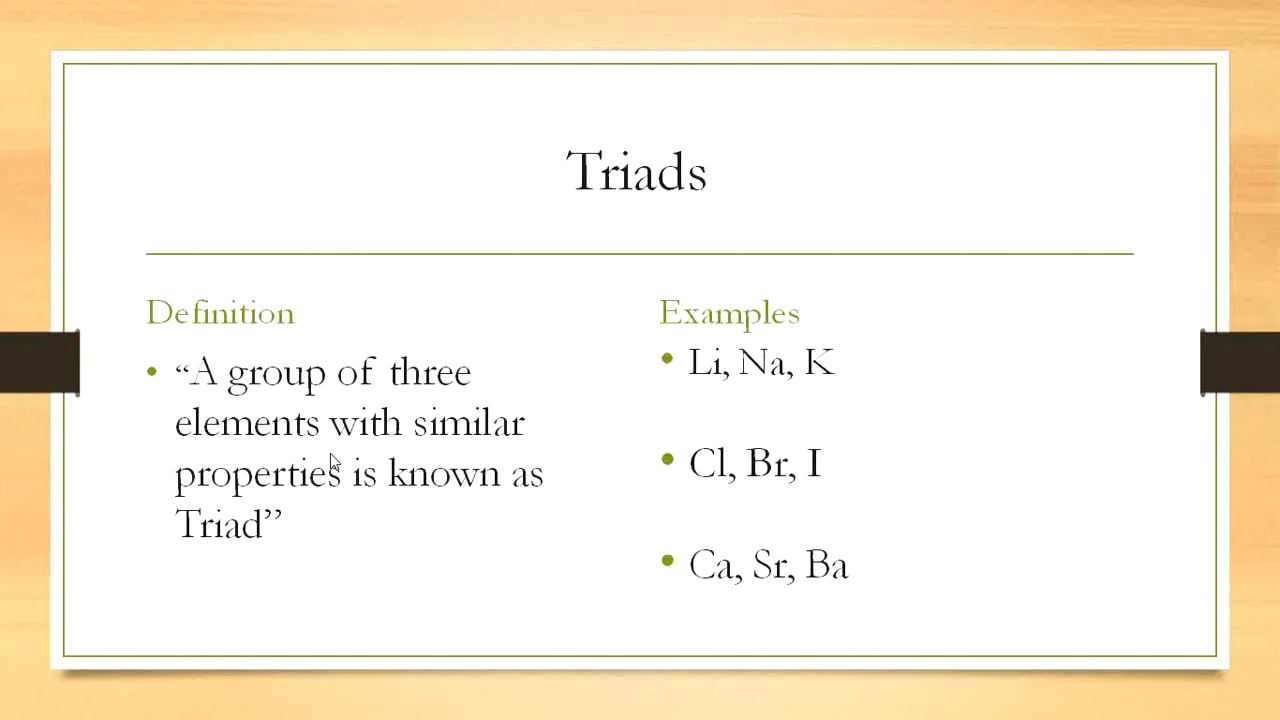 Triads
Definition
• “A group of three
elements with similar
properties is known as
Triad”
Examples
• Li, Na, K
• Cl, Br, I
• Ca, Sr, Ba